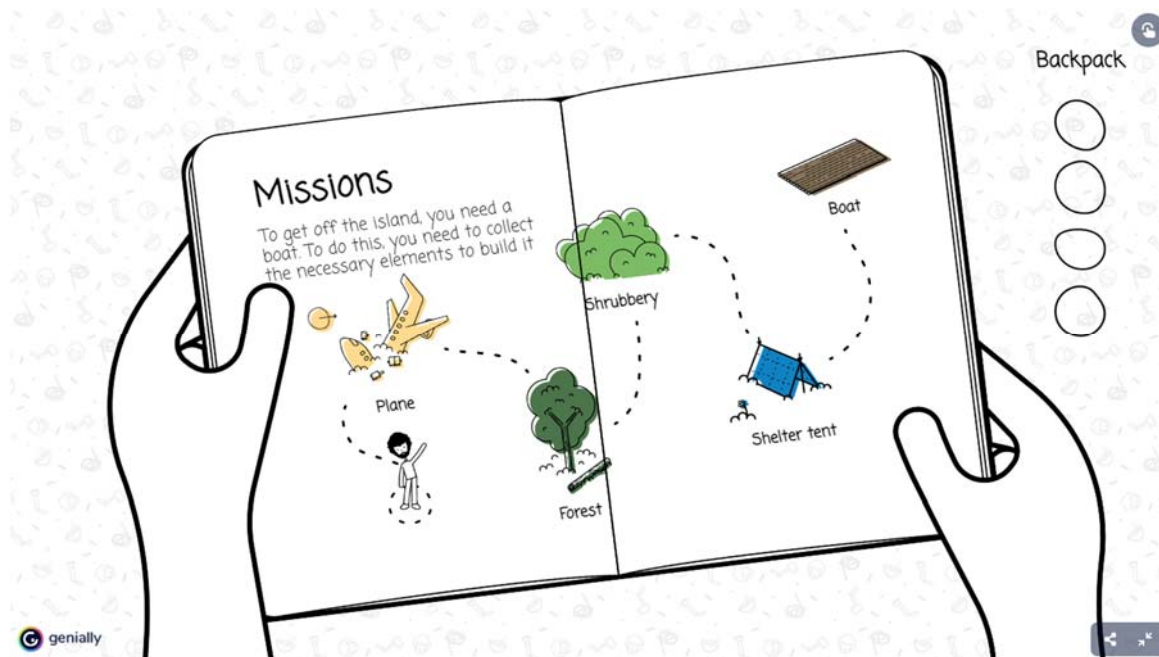 Backpack
Missions
To get off the island, you need a
boat. To do this, you need to collect
the necessary elements to build it
Boat
Shrubbery
Plane
Shelter tent
Forest
genially